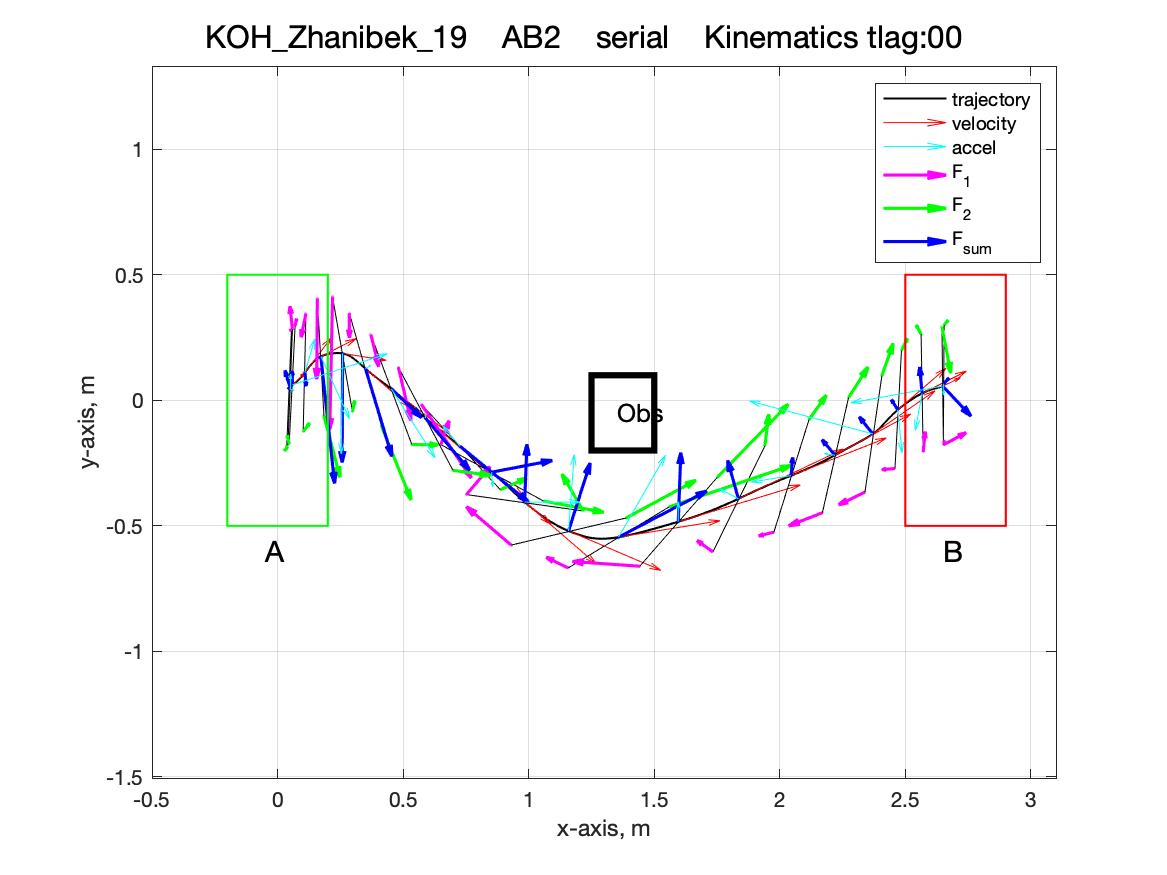 KOH_Zhanibek_19 AB2 serial Kinematics tlag:00
trajectory
velocity
accel
F1
F2
Fsum
1
0.5
0
-0.5
-1
-1.5
y-axis, m
Obs
A
B
-0.5 0 0.5 1 1.5 2 2.5 3
x-axis, m